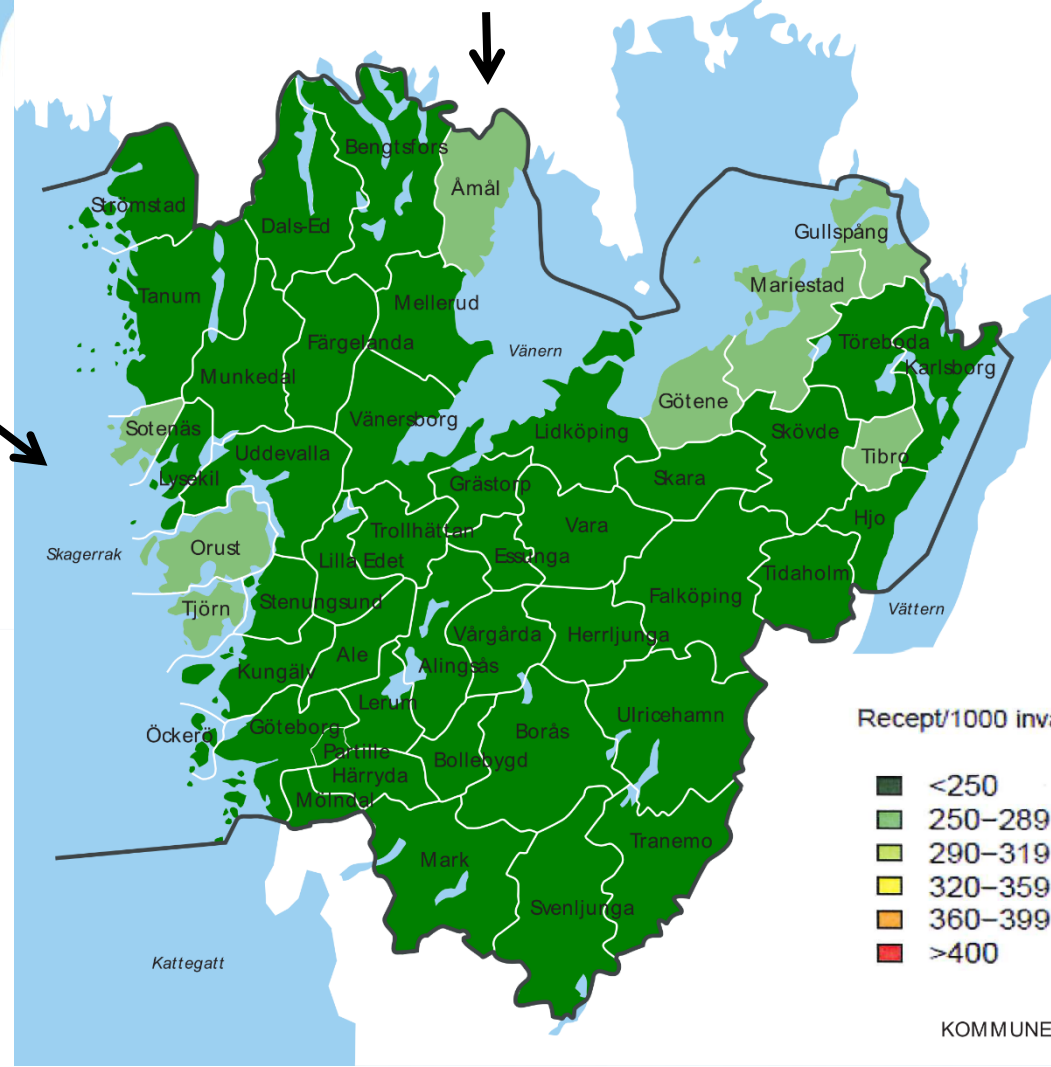 Bengtsfors
Åmål
Strömstad
Dals-Ed
Gullspång
Tanum
Mellerud
Mariestad
Färgelanda
Vänern
Töreboda
Karlsborg
Munkedal
Götene
Vänersborg
Sotenäs
Lidköping
Skövde
Uddevalla
Tibro
Lysekil
Grästorp
Skara
Hjo
Trollhättan
Vara
Skagerrak
Orust
Lilla Edet
Essunga
Tidaholm
Tjörn
Stenungsund
Falköping
Vättern
Vårgårda
Herrljunga
Ale
Alingsås
Kungälv
Lerum
Ulricehamn
Recept/1000 inva
Göteborg
Öckerö
Borås
Partille
Bollebygd
Härryda
<250
Mölndal
250–289
Tranemo
290–319
Mark
320–359
Svenljunga
360–399
>400
Kattegatt
KOMMUNE